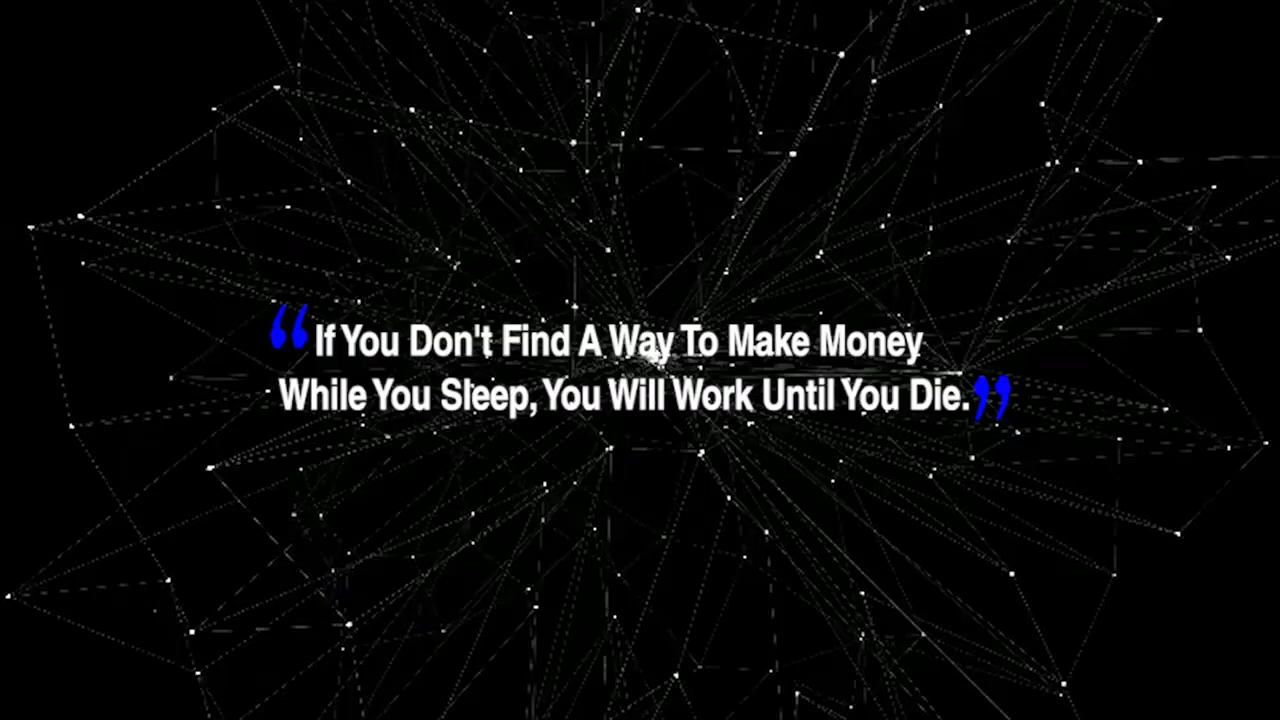 “If You Don't Find A Way To Make Money
While You Sleep, You Will Work Until You Die.”